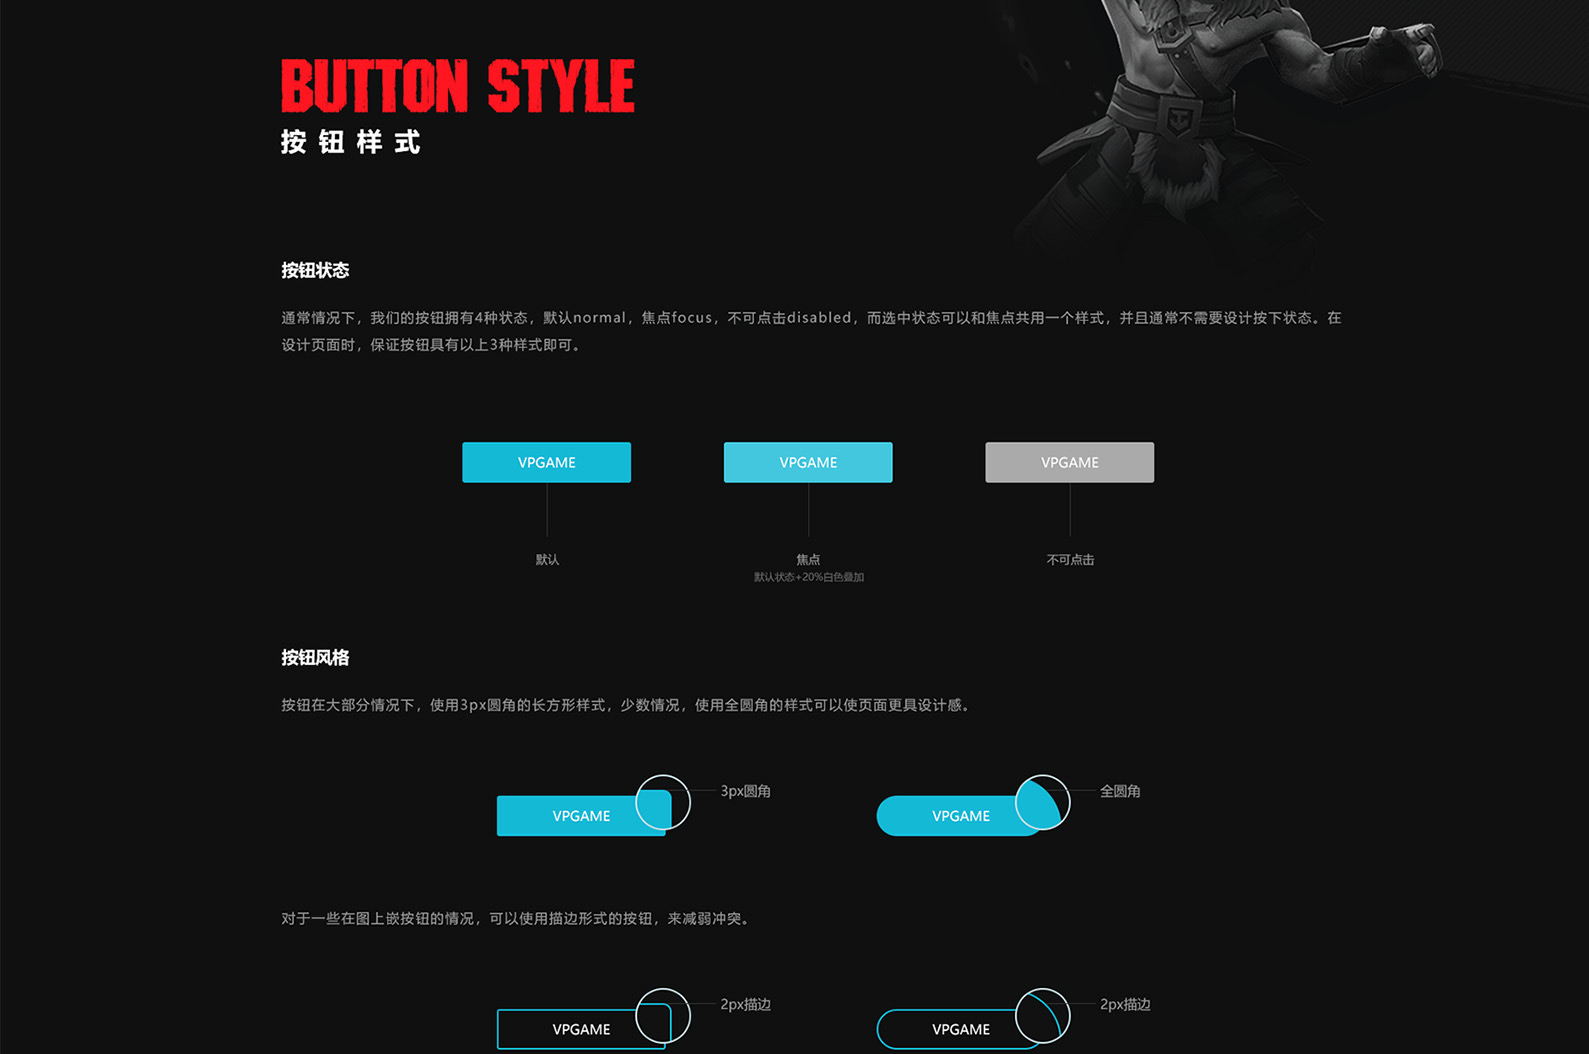 BUTTON STYLE
按钮样式
按钮状态
通常情况下，我们的按钮拥有4种状态，默认normal，焦点focus，不可点击disabled，而选中状态可以和焦点共用一个样式，并且通常不需要设计按下状态。在
设计页面时，保证按钮具有以上3种样式即可。
VPGAME VPGAME VPGAME
默认 焦点 不可点击
默认状态+20%白色叠加
按钮风格
按钮在大部分情况下，使用3px圆角的长方形样式，少数情况，使用全圆角的样式可以使页面更具设计感。
3px圆角 全圆角
VPGAME VPGAME
对于一些在图上嵌按钮的情况，可以使用描边形式的按钮，来减弱冲突。
2px描边 2px描边
VPGAME VPGAME